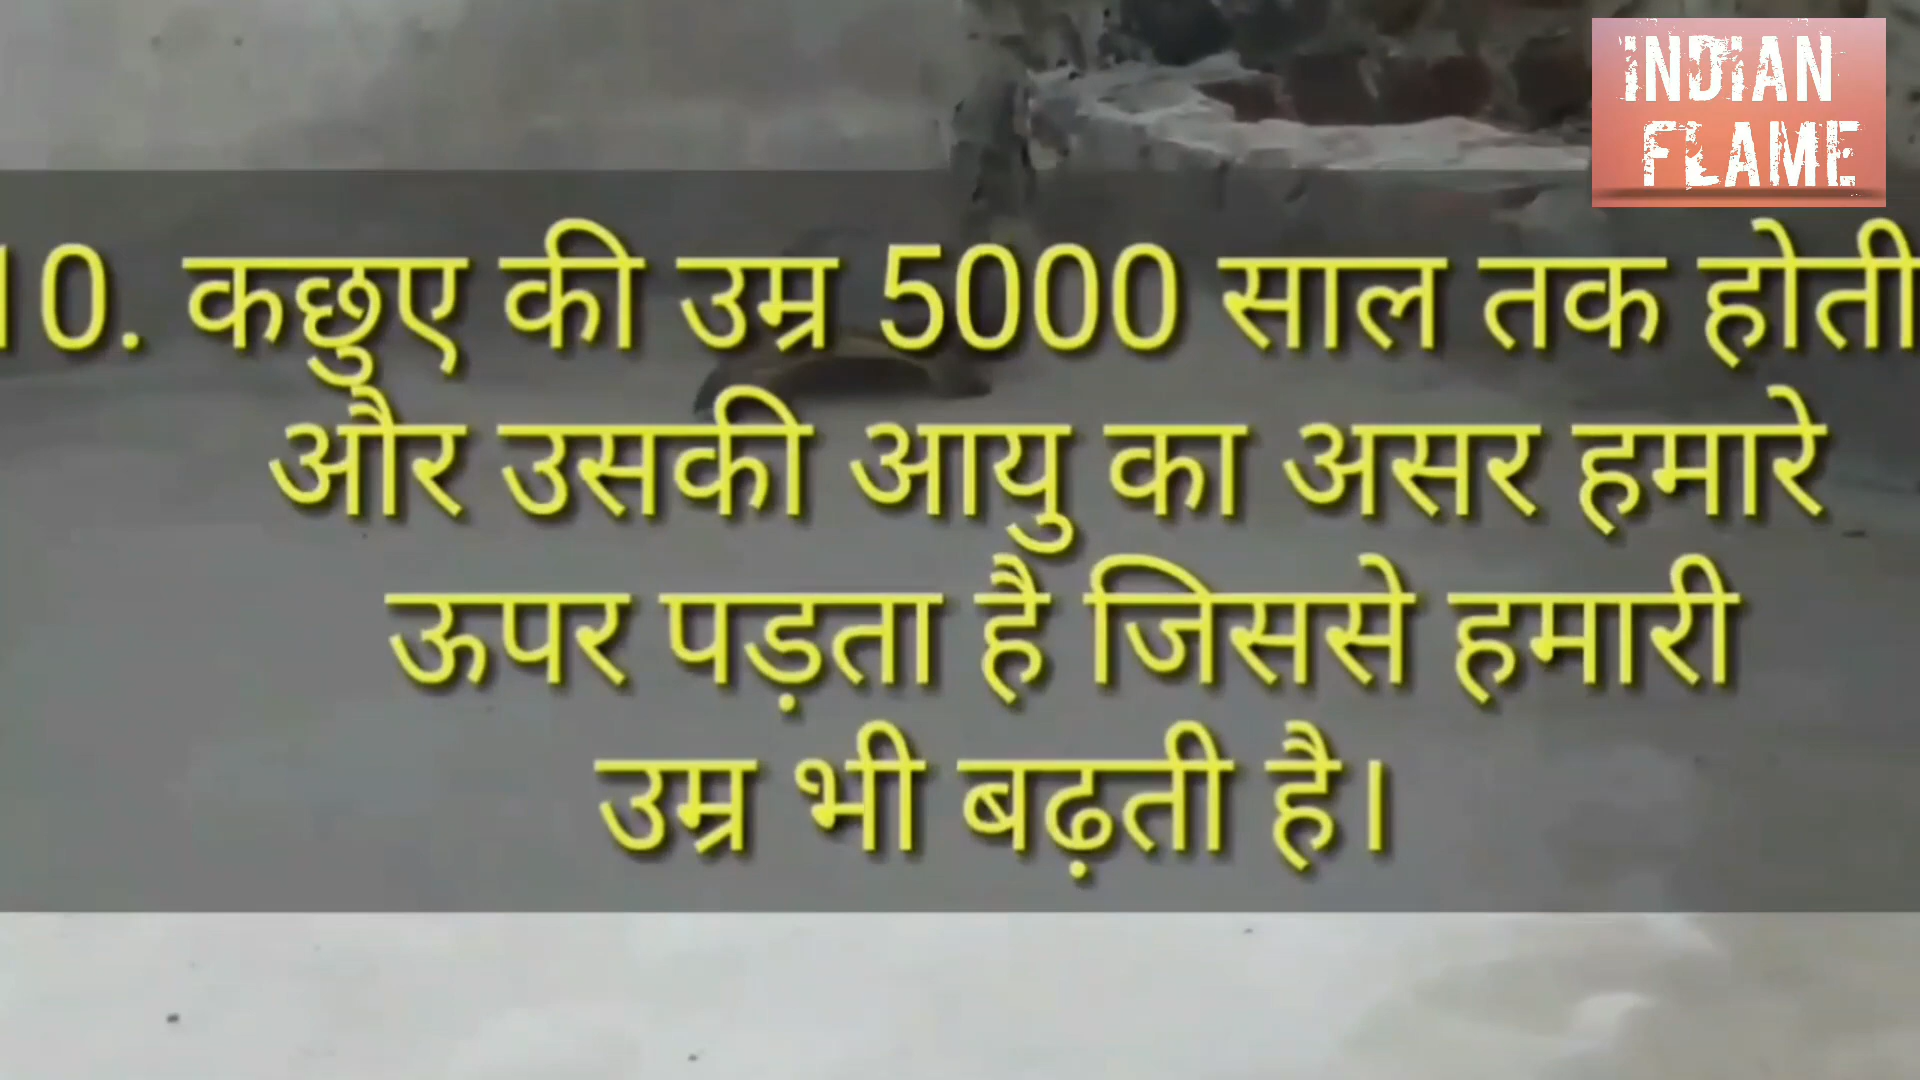 INDIAN
FLAME
10. कछुए की उम्र 5000 साल तक होती
और उसकी आयु का असर हमारे
ऊपर पड़ता है जिससे हमारी
उम्र भी बढ़ती है।